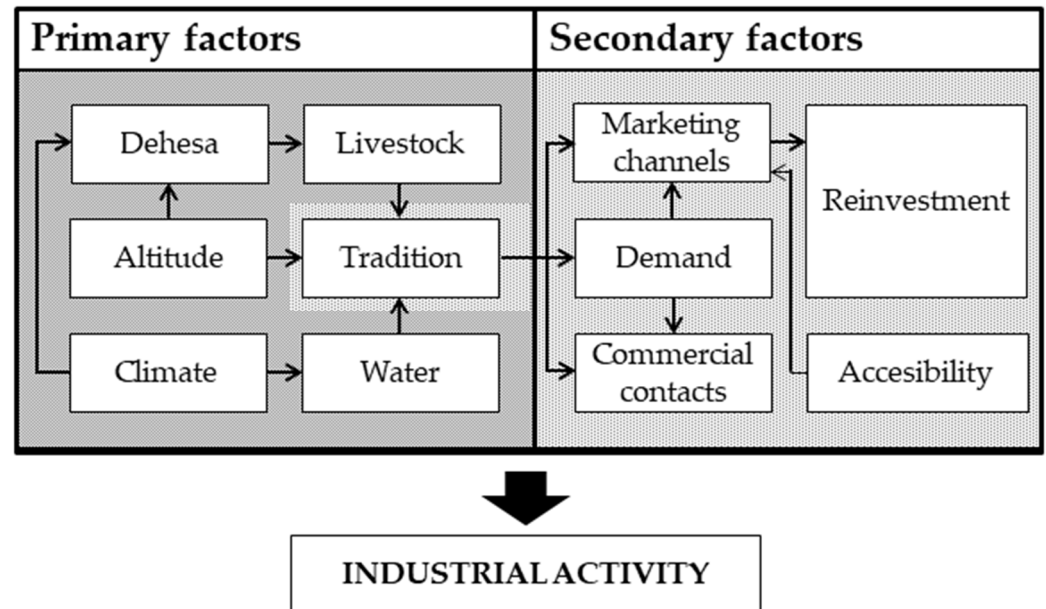 Primary factors
Secondary factors
Dehesa
Livestock
Altitude
Tradition
Climate
Water
Marketing
channels
Reinvestment
Demand
Commercial
contacts
Accesibility
INDUSTRIAL ACTIVITY